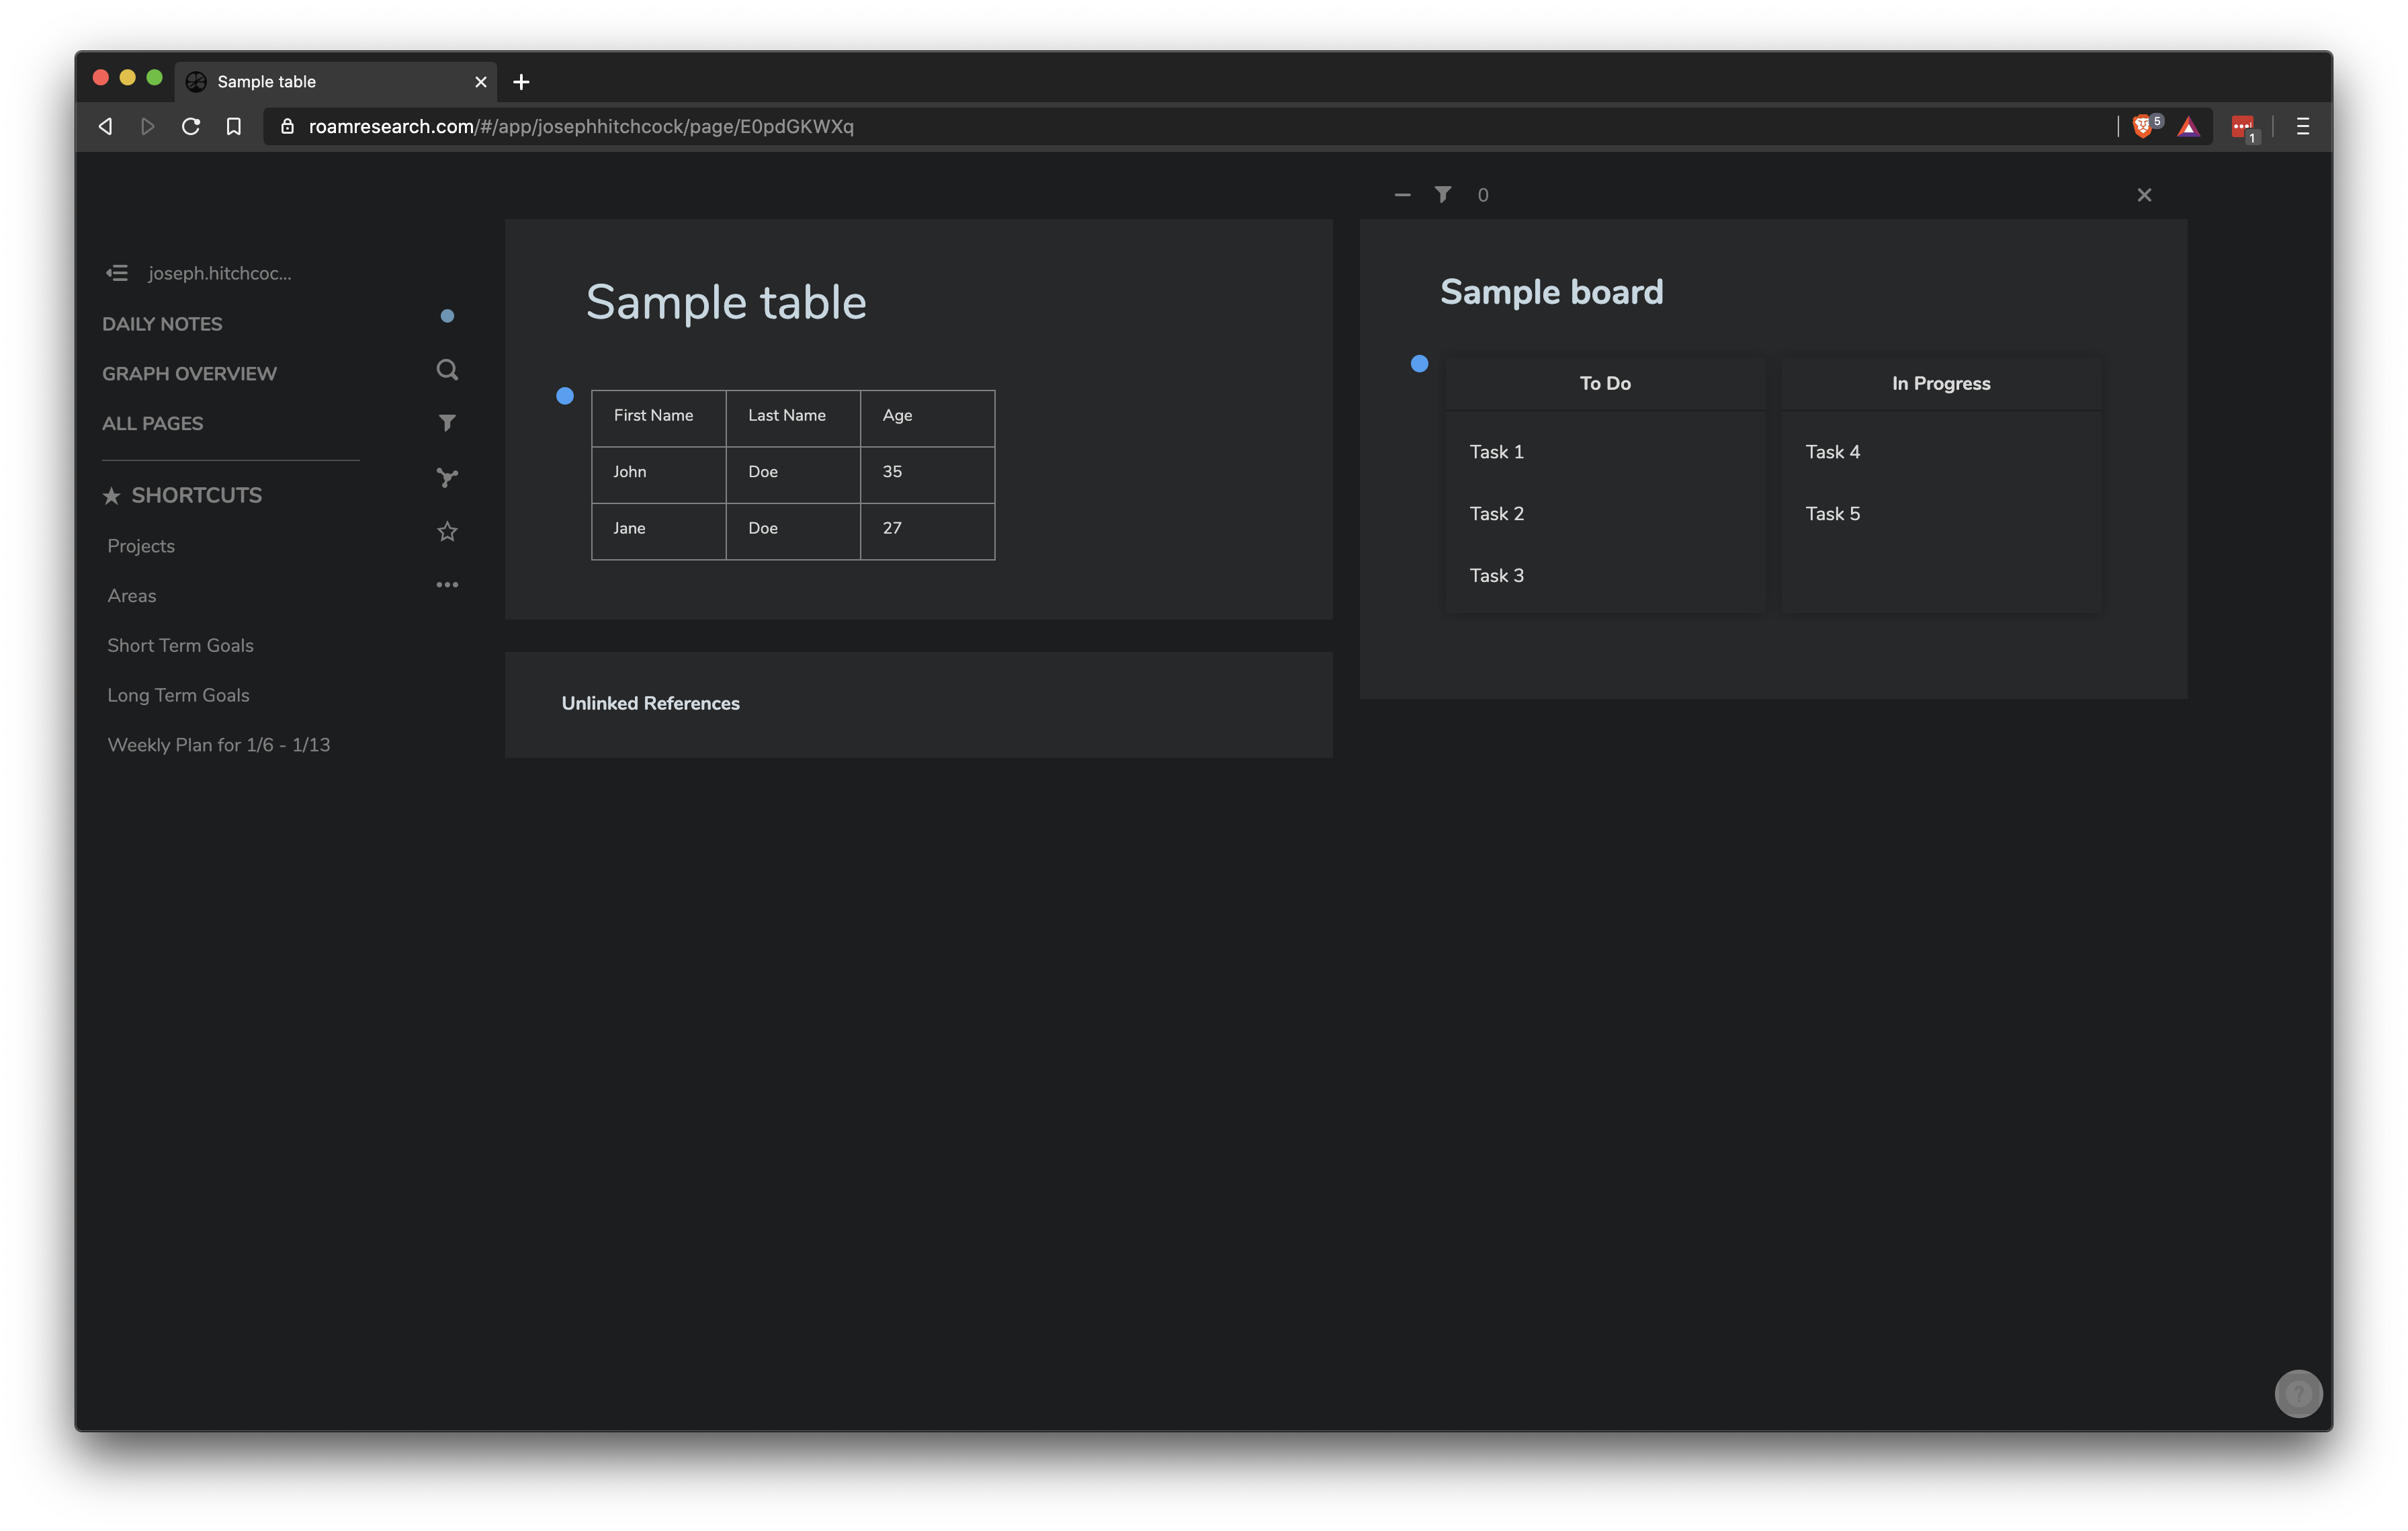 Sample table
roamresearch.com/#/app/josephhitchcock/page/E0pdGKWXq
5
1
0
joseph.hitchcoc...
DAILY NOTES
GRAPH OVERVIEW
ALL PAGES
SHORTCUTS
Projects
Areas
Short Term Goals
Long Term Goals
Weekly Plan for 1/6 - 1/13
Sample table
First Name Last Name Age
John Doe 35
Jane Doe 27
Unlinked References
Sample board
To Do
Task 1
Task 2
Task 3
In Progress
Task 4
Task 5
?